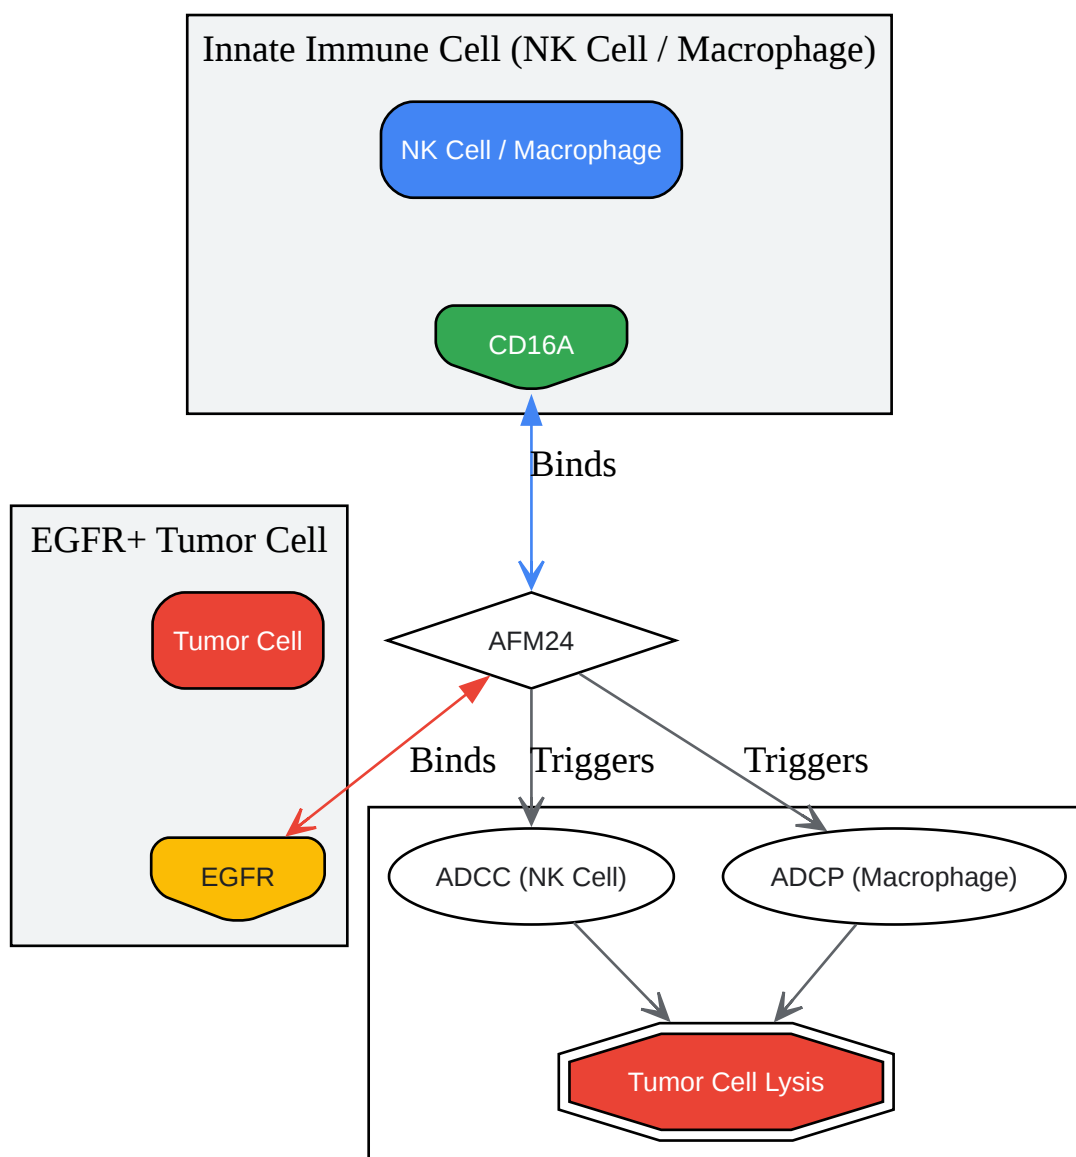 Innate Immune Cell (NK Cell / Macrophage)
NK Cell / Macrophage
CD16A
Binds
EGFR+ Tumor Cell
Tumor Cell
AFM24
Binds
Triggers
Triggers
EGFR
ADCC (NK Cell)
ADCP (Macrophage)
Tumor Cell Lysis